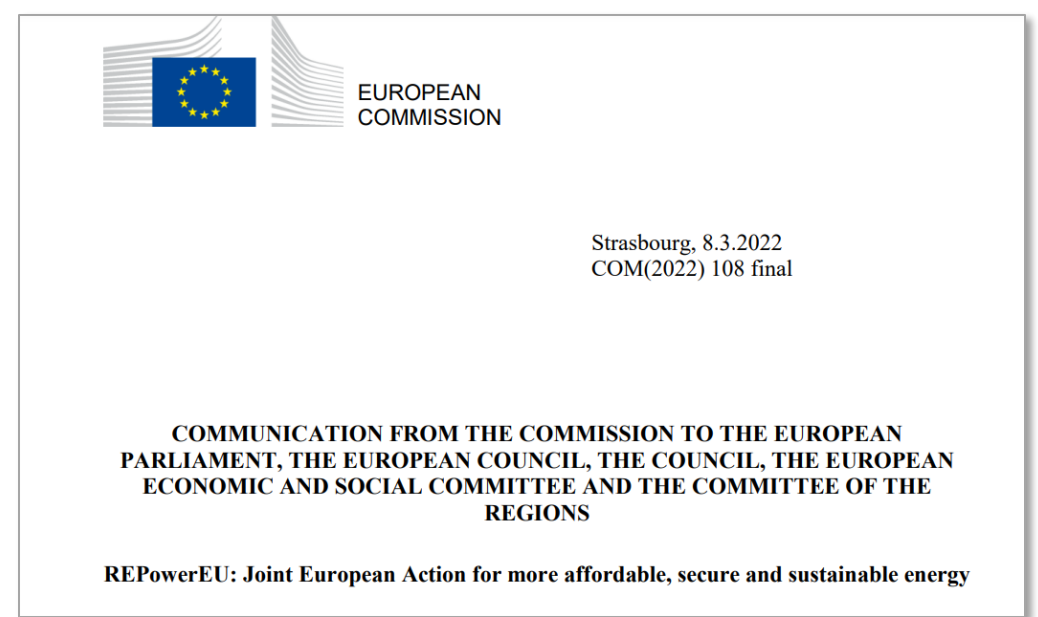 EUROPEAN
COMMISSION
Strasbourg, 8.3.2022
COM(2022) 108 final
COMMUNICATION FROM THE COMMISSION TO THE EUROPEAN
PARLIAMENT, THE EUROPEAN COUNCIL, THE COUNCIL, THE EUROPEAN
ECONOMIC AND SOCIAL COMMITTEE AND THE COMMITTEE OF THE
REGIONS
REPowerEU: Joint European Action for more affordable, secure and sustainable energy